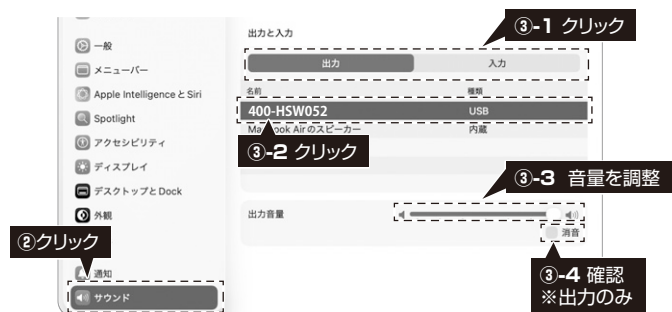 一般
メニューバー
Apple Intelligence と Siri
Spotlight
アクセシビリティ
ディスプレイ
デスクトップと Dock
外観
②クリック
通知
サウンド
出力と入力
③-1 クリック
出力 入力
名前 種類
400-HSW052 USB
MacBook Airのスピーカー 内蔵
③-2 クリック
③-3 音量を調整
出力音量
消音
③-4 確認
※出力のみ